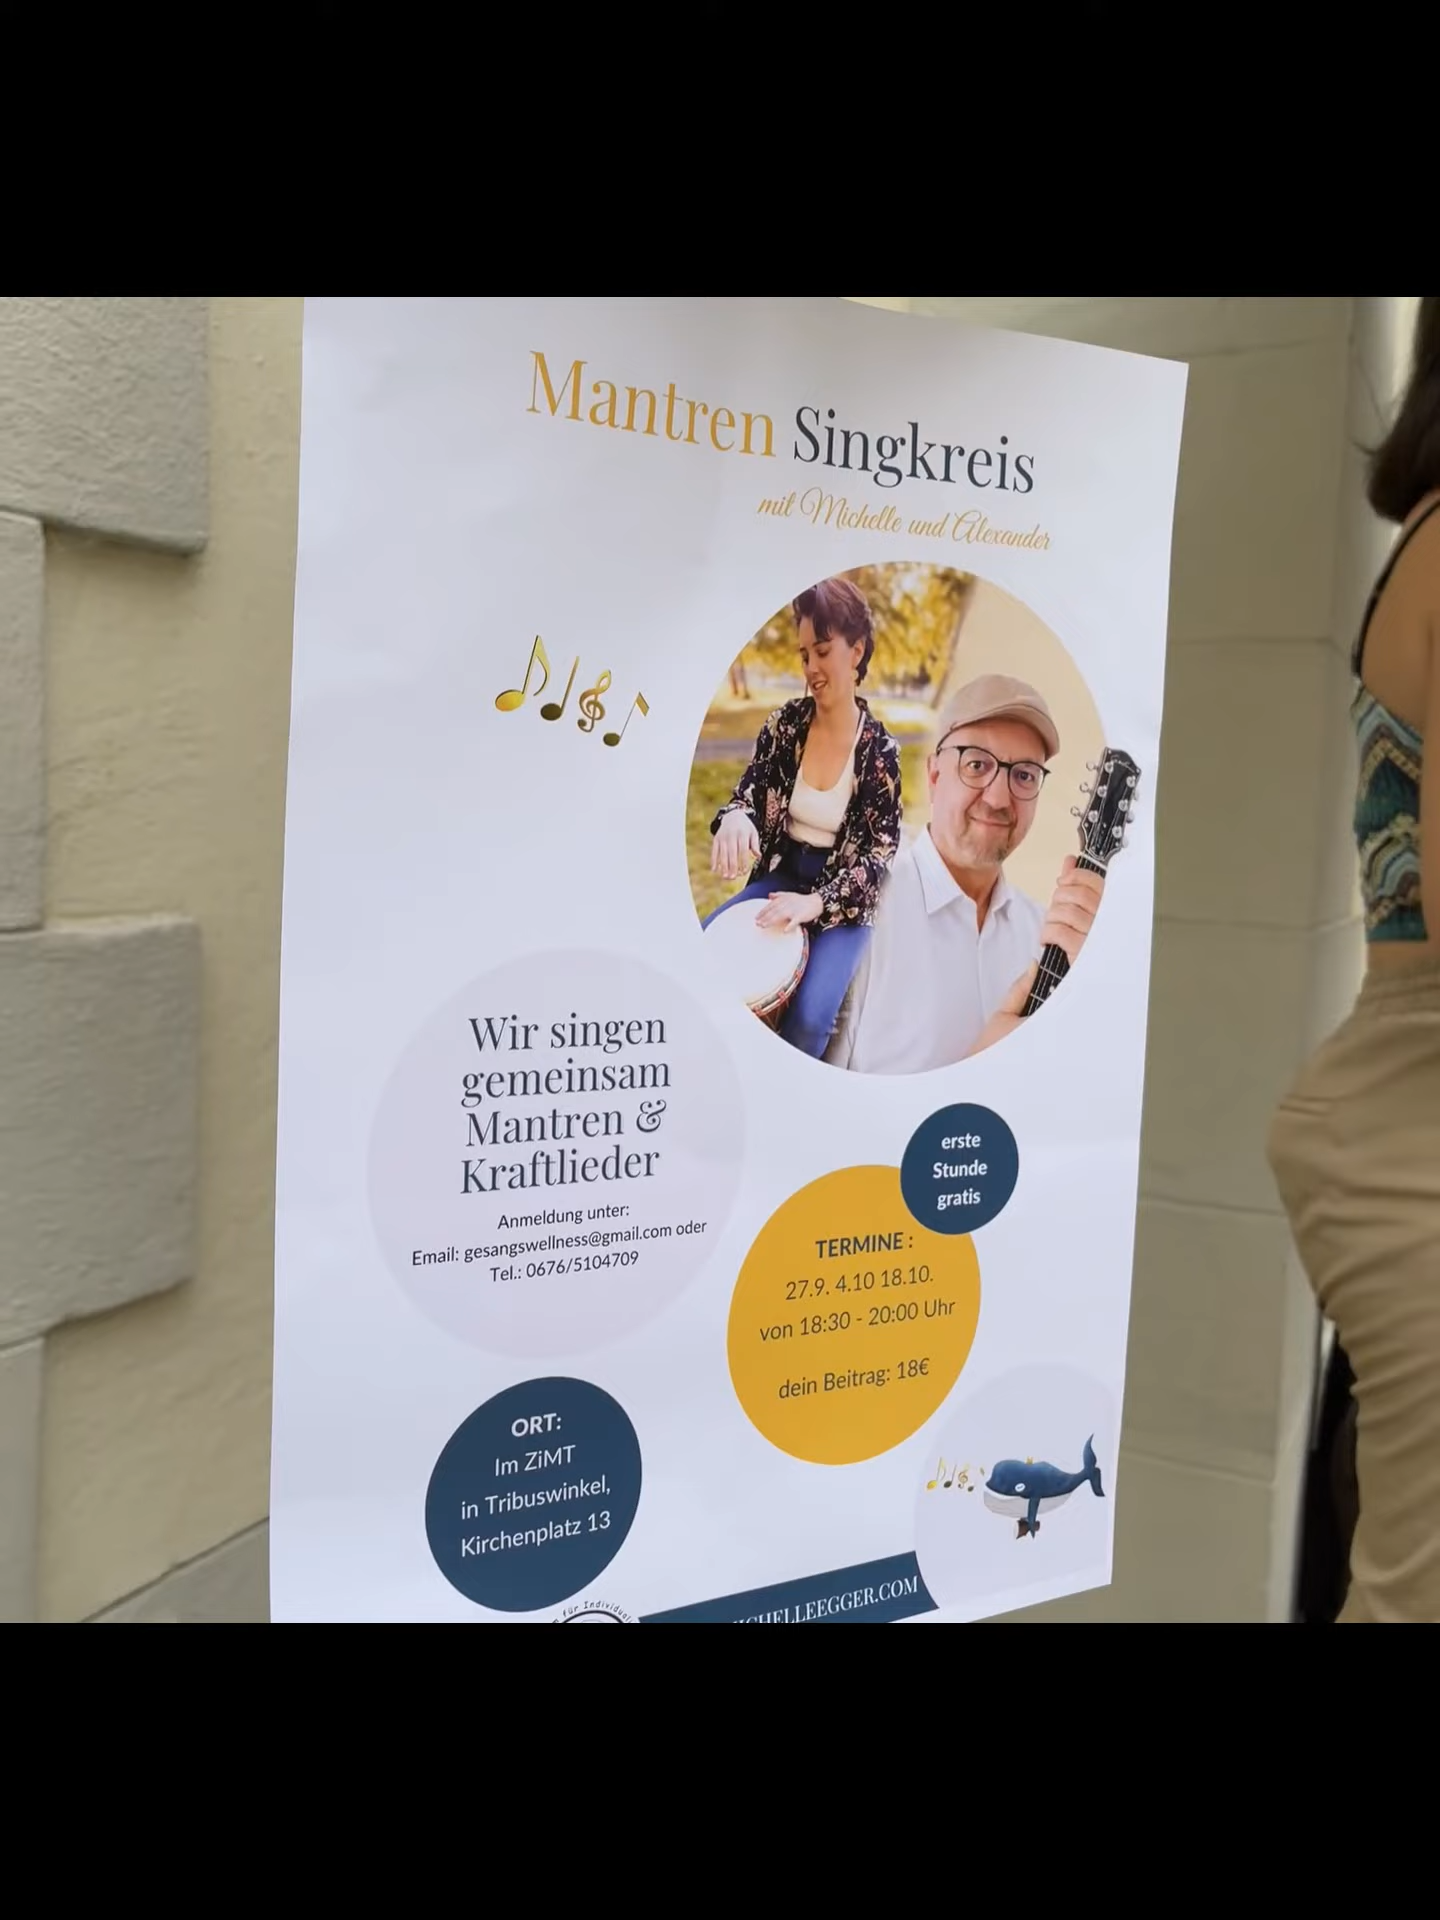 Mantren Singkreis
mit Michelle und Alexander
Wir singen
gemeinsam
Mantren &
Kraftlieder
Anmeldung unter:
Email: gesangswellness@gmail.com oder
Tel.: 0676/5104709
erste
Stunde
gratis
TERMINE :
27.9. 4.10 18.10.
von 18:30 - 20:00 Uhr
dein Beitrag: 18€
ORT:
Im ZiMT
in Tribuswinkel,
Kirchenplatz 13
für